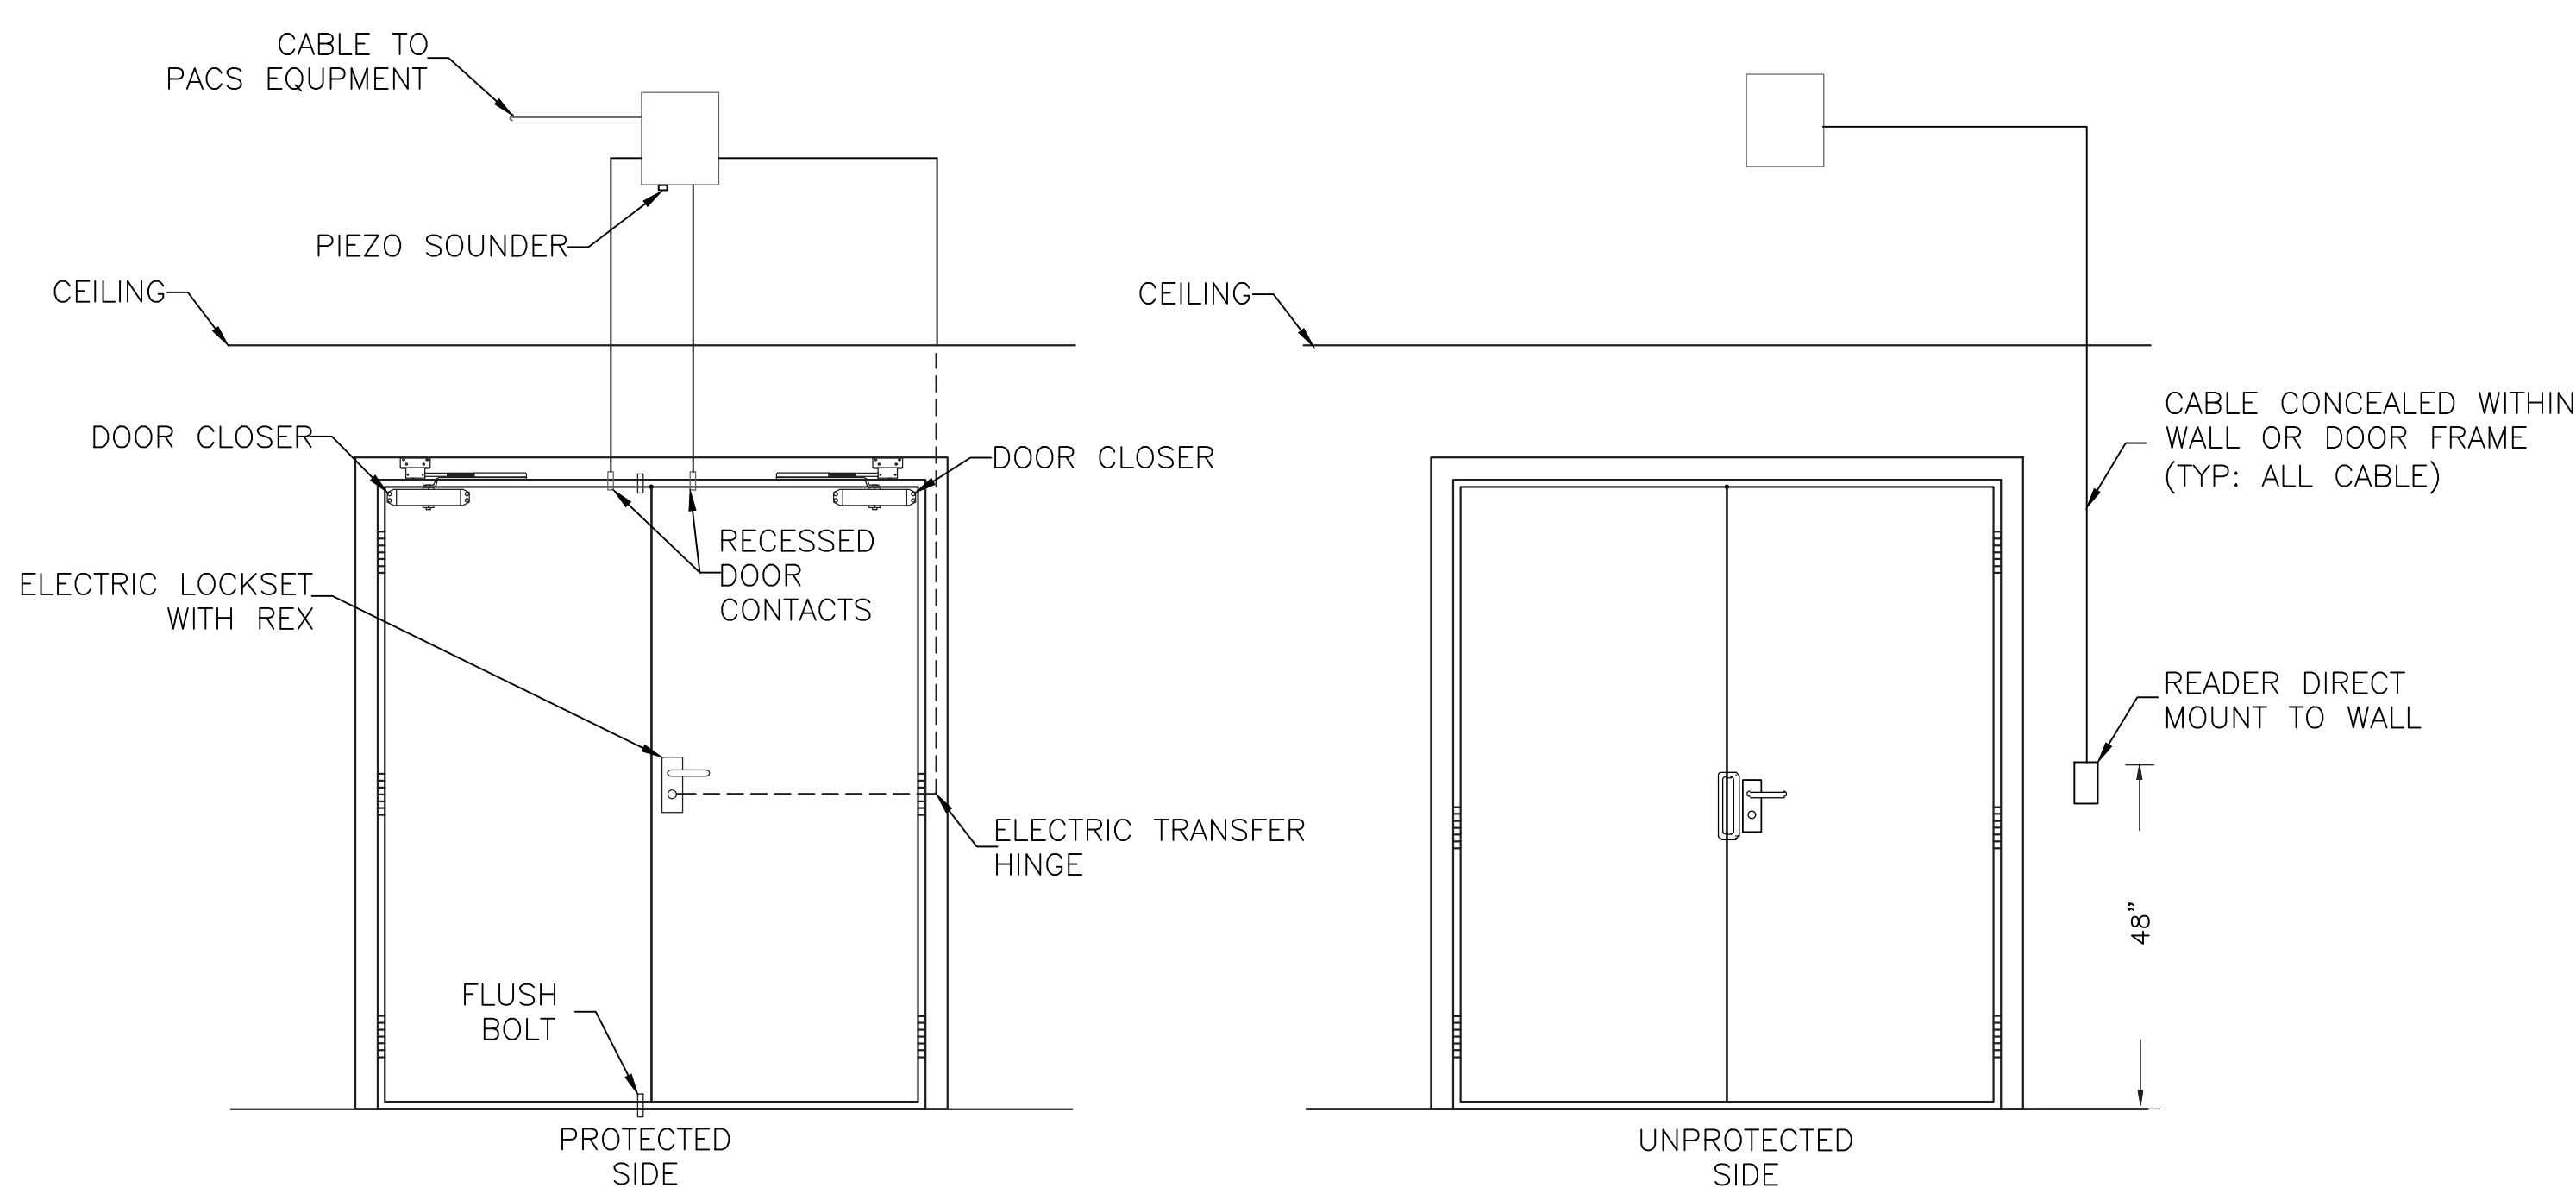 CABLE TO
PACS EQUPMENT
PIEZO SOUNDER
CEILING
DOOR CLOSER
DOOR CLOSER
RECESSED
DOOR
CONTACTS
ELECTRIC LOCKSET
WITH REX
ELECTRIC TRANSFER
HINGE
FLUSH
BOLT
PROTECTED
SIDE
CEILING
CABLE CONCEALED WITHIN
WALL OR DOOR FRAME
(TYP: ALL CABLE)
READER DIRECT
MOUNT TO WALL
48"
UNPROTECTED
SIDE